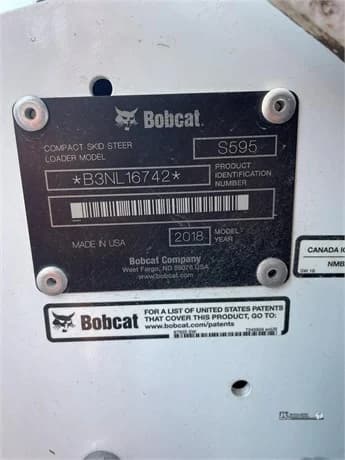 Bobcat
COMPACT SKID STEER
LOADER MODEL
S595
*B3NL16742*
PRODUCT
IDENTIFICATION
NUMBER
MADE IN USA
2018
MODEL
YEAR
Bobcat Company
West Fargo, ND 58078 USA
www.bobcat.com
CANADA IC
NMB
Bobcat
FOR A LIST OF UNITED STATES PATENTS
THAT COVER THIS PRODUCT, GO TO:
www.bobcat.com/patents